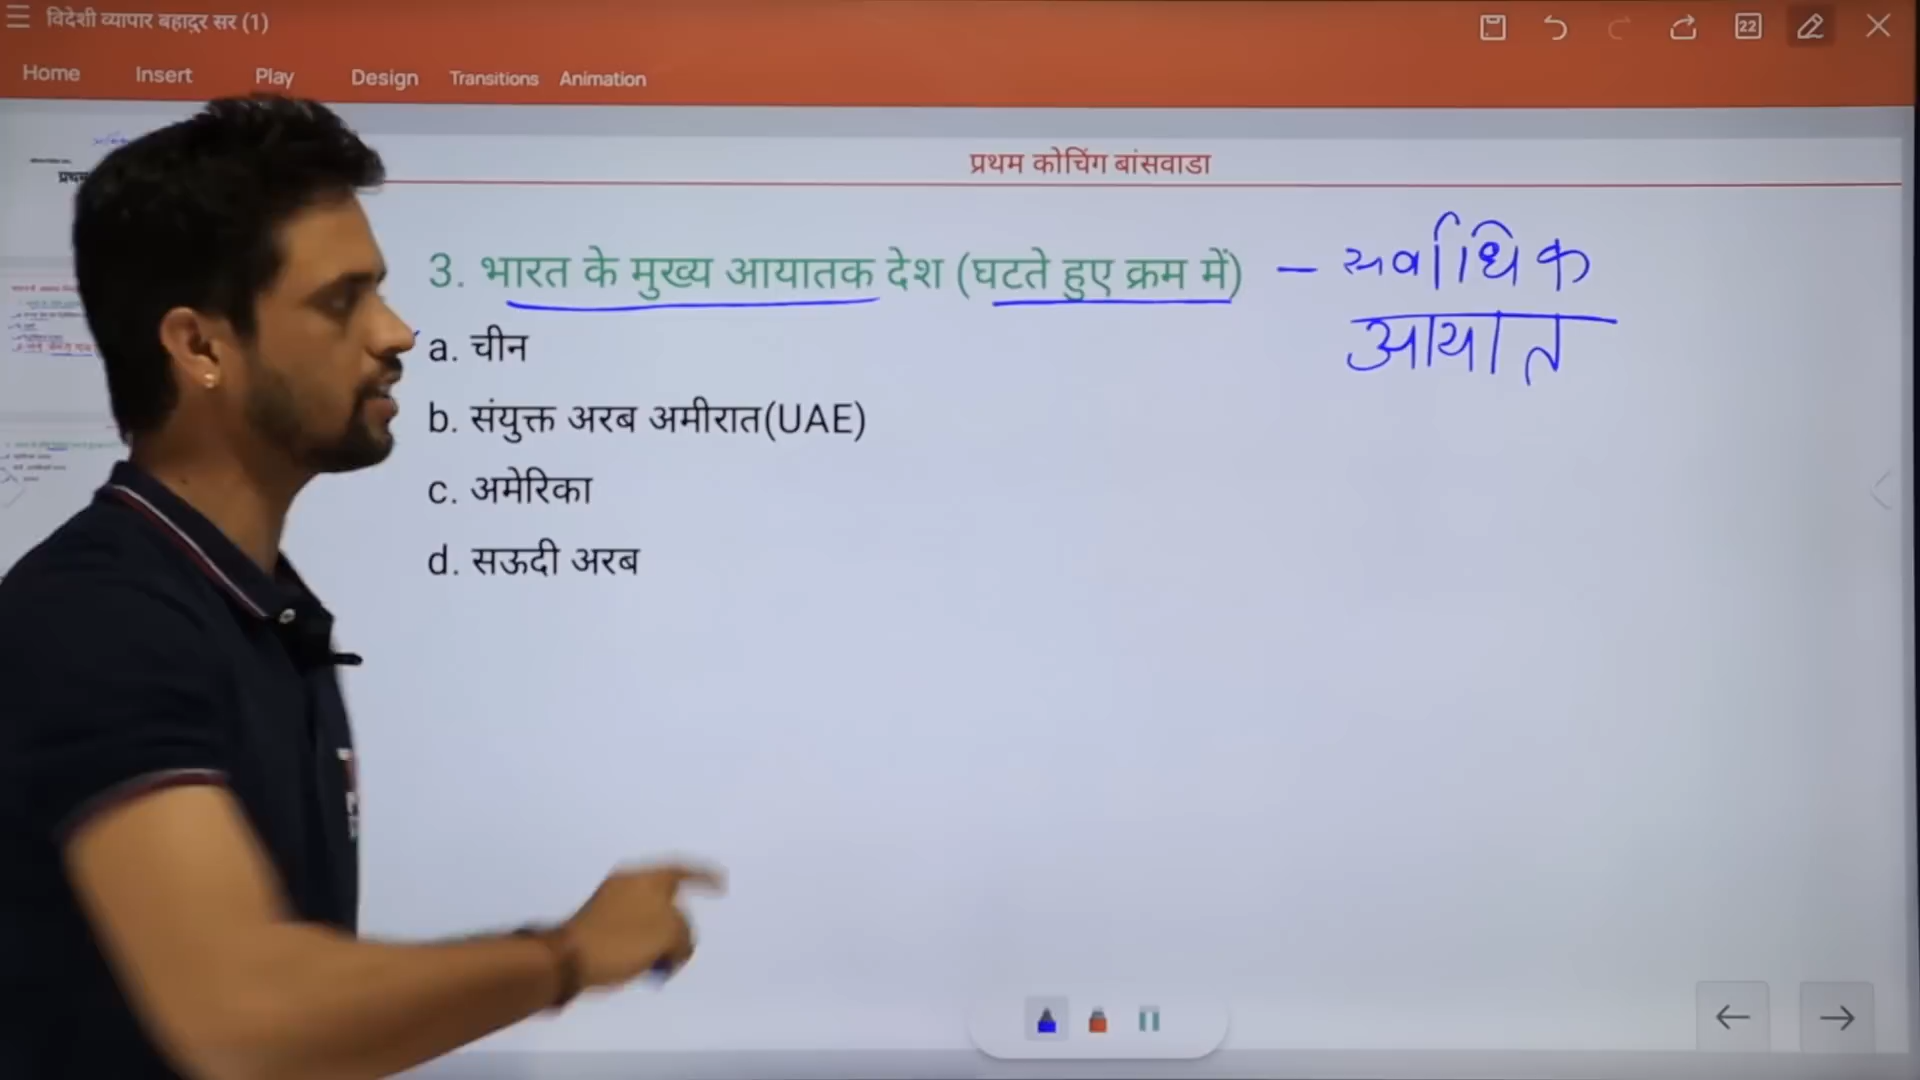 विदेशी व्यापार बहादुर सर (1)
22
Home Insert Play Design Transitions Animation
प्रथम कोचिंग बांसवाडा
3. भारत के मुख्य आयातक देश (घटते हुए क्रम में) – सर्वाधिक
आयात
a. चीन
b. संयुक्त अरब अमीरात(UAE)
c. अमेरिका
d. सऊदी अरब